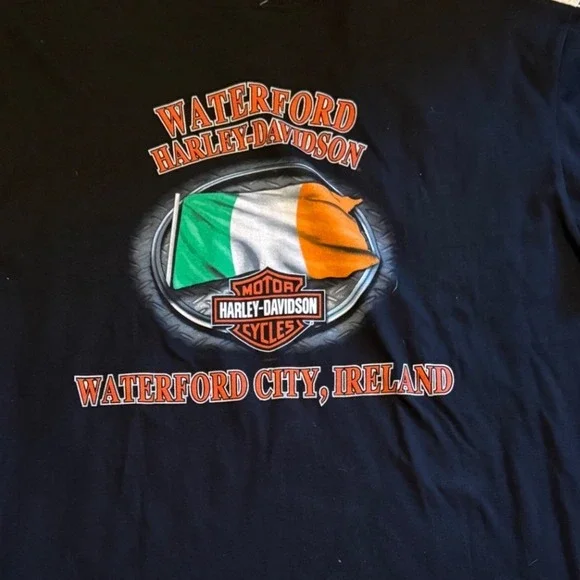 WATERFORD
HARLEY-DAVIDSON
MOTOR
HARLEY-DAVIDSON
CYCLES
WATERFORD CITY, IRELAND